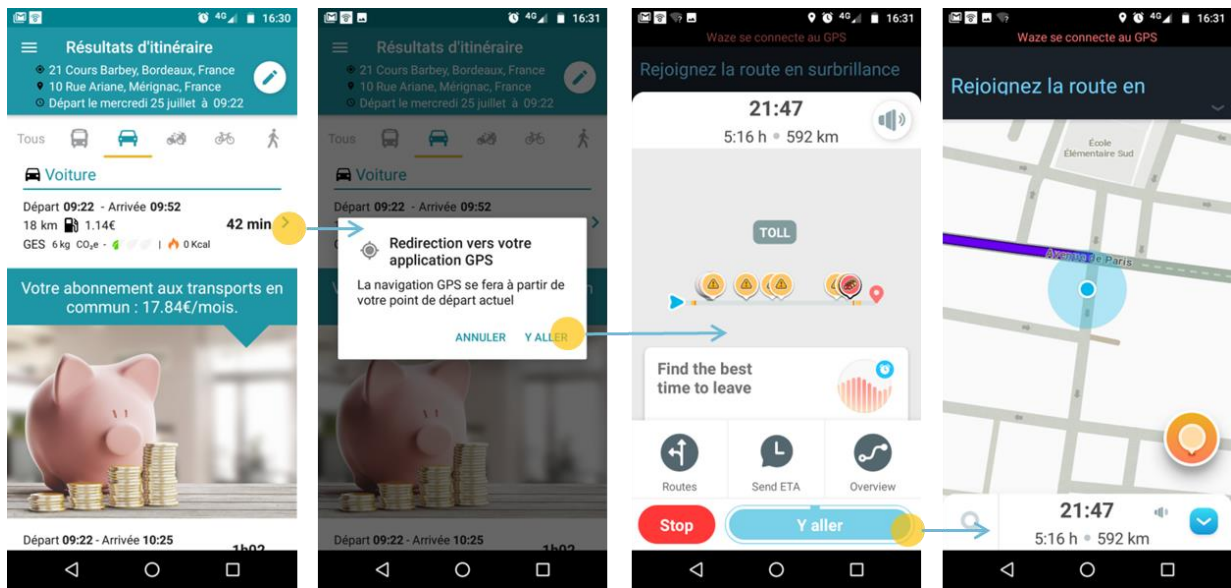 4G 16:30
Résultats d'itinéraire
21 Cours Barbey, Bordeaux, France
10 Rue Ariane, Mérignac, France
Départ le mercredi 25 juillet à 09:22
Tous
Voiture
Départ 09:22 - Arrivée 09:52
18 km 1.14€
42 min
GES 6 kg CO₂e - | 0 Kcal
Votre abonnement aux transports en
commun : 17.84€/mois.
Départ 09:22 - Arrivée 10:25
1h02
4G 16:31
Résultats d'itinéraire
21 Cours Barbey, Bordeaux, France
10 Rue Ariane, Mérignac, France
Départ le mercredi 25 juillet à 09:22
Tous
Voiture
Départ 09:22 - Arrivée 09:52
Redirection vers votre
application GPS
La navigation GPS se fera à partir de
votre point de départ actuel
ANNULER Y ALLER
Départ 09:22 - Arrivée 10:25
1h02
4G 16:31
Waze se connecte au GPS
Rejoignez la route en surbrillance
21:47
5:16 h • 592 km
TOLL
Find the best
time to leave
Routes Send ETA Overview
Stop Y aller
4G 16:31
Waze se connecte au GPS
Rejoignez la route en
École
Élémentaire Sud
Avenue de Paris
21:47
5:16 h • 592 km